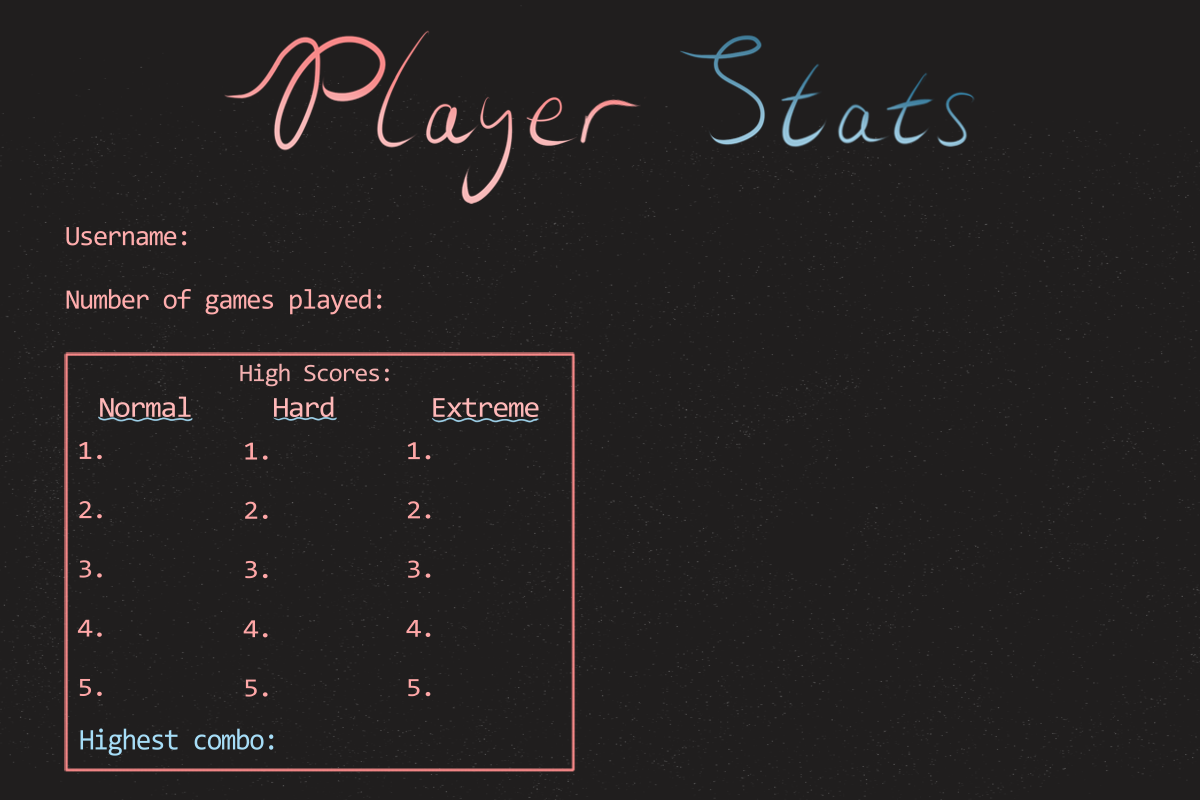 Player Stats
Username:
Number of games played:
High Scores:
Normal Hard Extreme
1. 1. 1.
2. 2. 2.
3. 3. 3.
4. 4. 4.
5. 5. 5.
Highest combo: